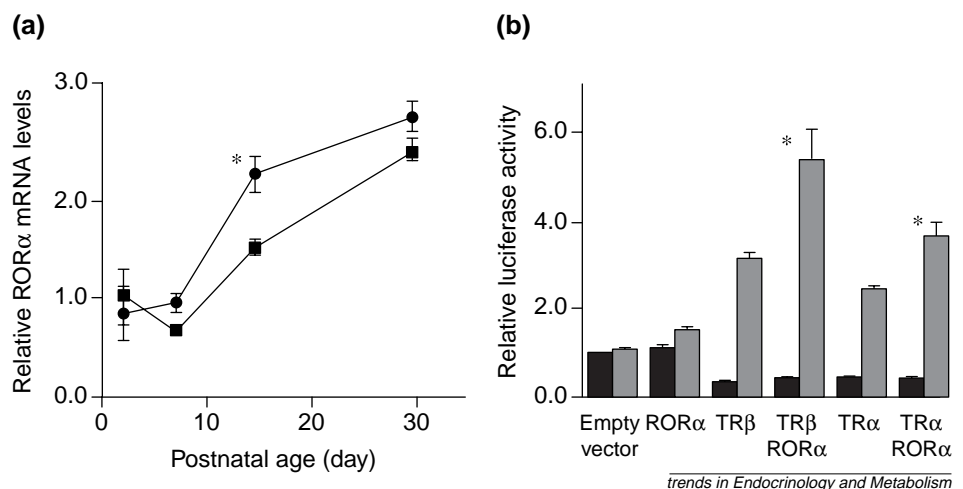 (a)
(b)
Relative RORα mRNA levels
3.0
2.0
1.0
0.0
0
10
20
30
Postnatal age (day)
*
Relative luciferase activity
6.0
4.0
2.0
0.0
*
*
Empty
vector
RORα
TRβ
TRβ
RORα
TRα
TRα
RORα
trends in Endocrinology and Metabolism